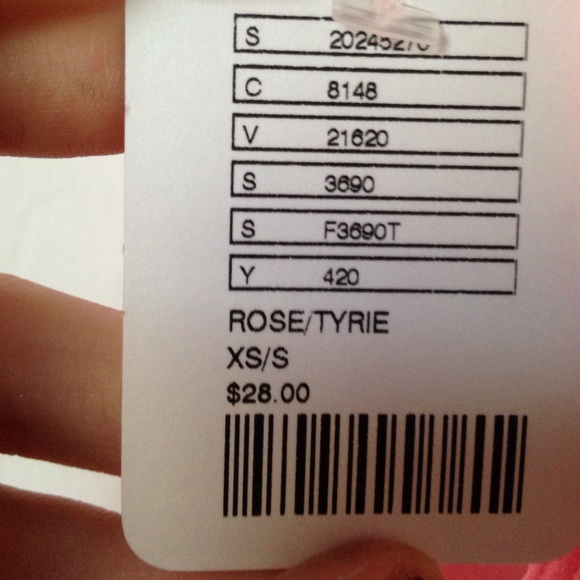 S
C 8148
V 21620
S 3690
S F3690T
Y 420
ROSE/TYRIE
XS/S
$28.00